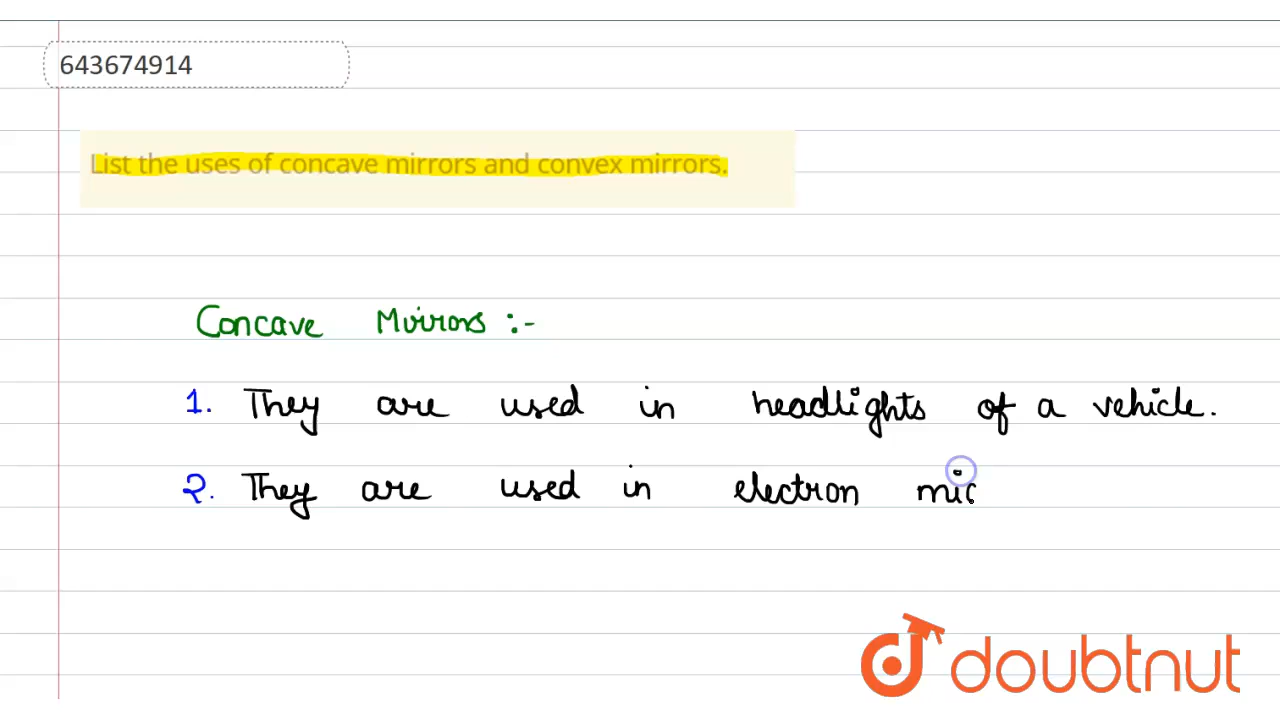 643674914
List the uses of concave mirrors and convex mirrors.
Concave Mirrors :-
1. They are used in headlights of a vehicle.
2. They are used in electron mic
doubtnut